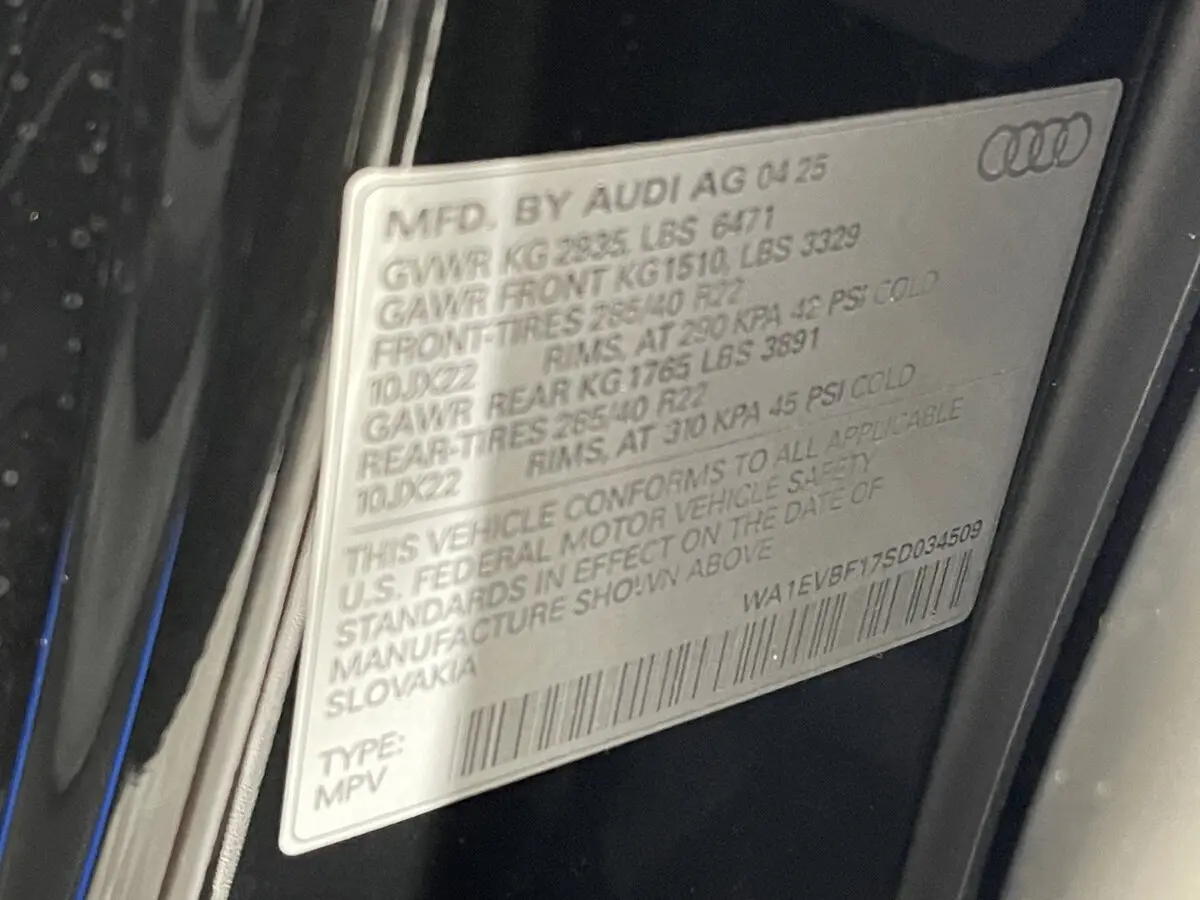 MFD. BY AUDI AG 04 25
GVWR KG 2935, LBS 6471
GAWR FRONT KG 1510, LBS 3329
FRONT-TIRES 285/40 R22
10JX22 RIMS, AT 290 KPA 42 PSI COLD
GAWR REAR KG 1765 LBS 3891
REAR-TIRES 285/40 R22
10JX22 RIMS, AT 310 KPA 45 PSI COLD
THIS VEHICLE CONFORMS TO ALL APPLICABLE
U.S. FEDERAL MOTOR VEHICLE SAFETY
STANDARDS IN EFFECT ON THE DATE OF
MANUFACTURE SHOWN ABOVE
SLOVAKIA
WA1EVBF17SD034509
TYPE:
MPV